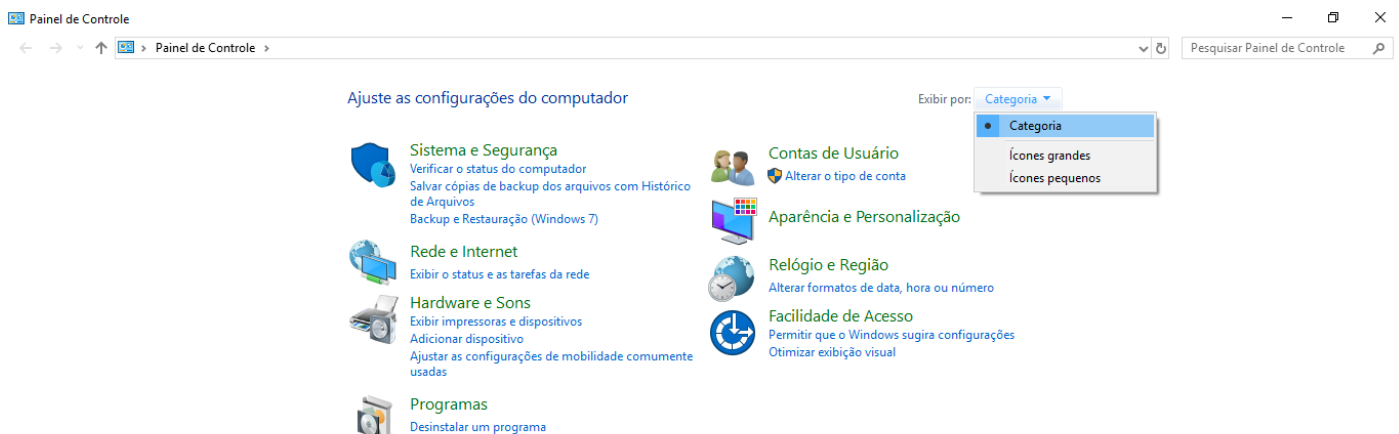 Painel de Controle
Painel de Controle
Pesquisar Painel de Controle
Ajuste as configurações do computador
Exibir por:
Categoria
Categoria
Ícones grandes
Ícones pequenos
Sistema e Segurança
Verificar o status do computador
Salvar cópias de backup dos arquivos com Histórico
de Arquivos
Backup e Restauração (Windows 7)
Rede e Internet
Exibir o status e as tarefas da rede
Hardware e Sons
Exibir impressoras e dispositivos
Adicionar dispositivo
Ajustar as configurações de mobilidade comumente
usadas
Programas
Desinstalar um programa
Contas de Usuário
Alterar o tipo de conta
Aparência e Personalização
Relógio e Região
Alterar formatos de data, hora ou número
Facilidade de Acesso
Permitir que o Windows sugira configurações
Otimizar exibição visual